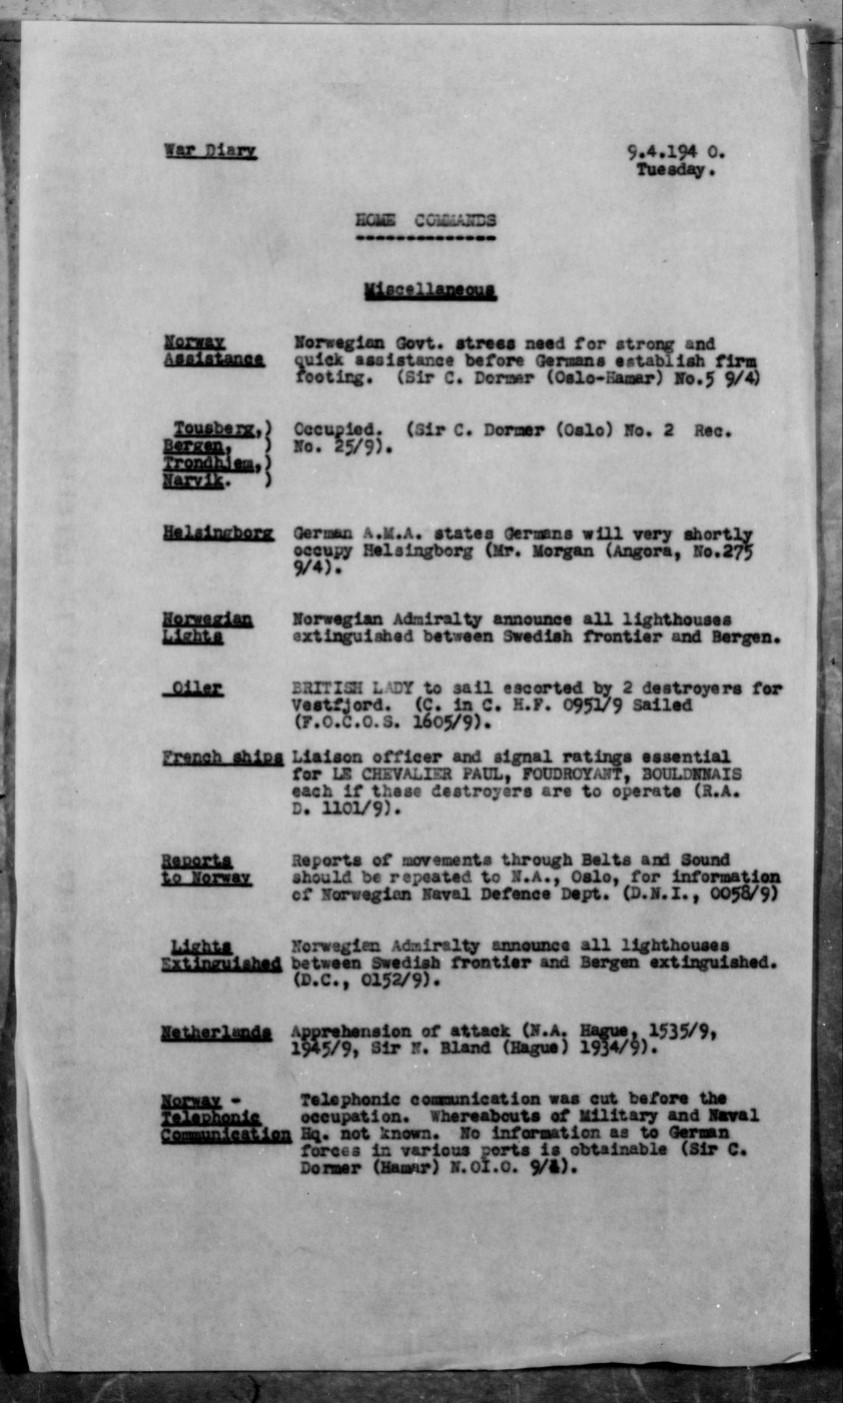 War Diary 9.4.194 0.
Tuesday.
HOME COMMANDS
Miscellaneous
Norway Norwegian Govt. stress need for strong and
Assistance quick assistance before Germans establish firm
footing. (Sir C. Dormer (Oslo-Hamar) No.5 9/4)
Tousberg,) Occupied. (Sir C. Dormer (Oslo) No. 2 Rec.
Bergen, ) No. 25/9).
Trondhiem,)
Narvik. )
Helsingborg German A.M.A. states Germans will very shortly
occupy Helsingborg (Mr. Morgan (Angora, No.275
9/4).
Norwegian Norwegian Admiralty announce all lighthouses
Lights extinguished between Swedish frontier and Bergen.
Oiler BRITISH LADY to sail escorted by 2 destroyers for
Vestfjord. (C. in C. H.F. 0951/9 Sailed
(F.O.C.O.S. 1605/9).
French ships Liaison officer and signal ratings essential
for LE CHEVALIER PAUL, FOUDROYANT, BOULDNNAIS
each if these destroyers are to operate (R.A.
D. 1101/9).
Reports Reports of movements through Belts and Sound
to Norway should be repeated to N.A., Oslo, for information
of Norwegian Naval Defence Dept. (D.N.I., 0058/9)
Lights Norwegian Admiralty announce all lighthouses
Extinguished between Swedish frontier and Bergen extinguished.
(D.C., 0152/9).
Netherlands Apprehension of attack (N.A. Hague, 1535/9,
1945/9, Sir N. Bland (Hague) 1934/9).
Norway - Telephonic communication was cut before the
Telephonic occupation. Whereabouts of Military and Naval
Communication Hq. not known. No information as to German
forces in various ports is obtainable (Sir C.
Dormer (Hamar) N.OI.O. 9/4).